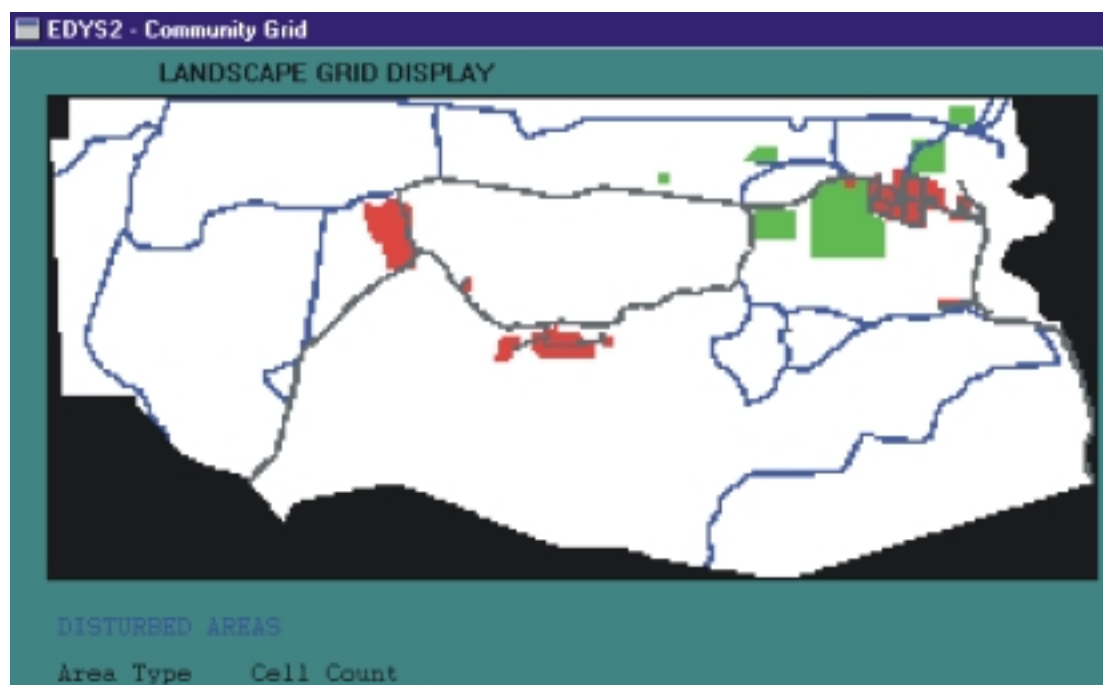 EDYS2 - Community Grid
LANDSCAPE GRID DISPLAY
DISTURBED AREAS
Area Type Cell Count